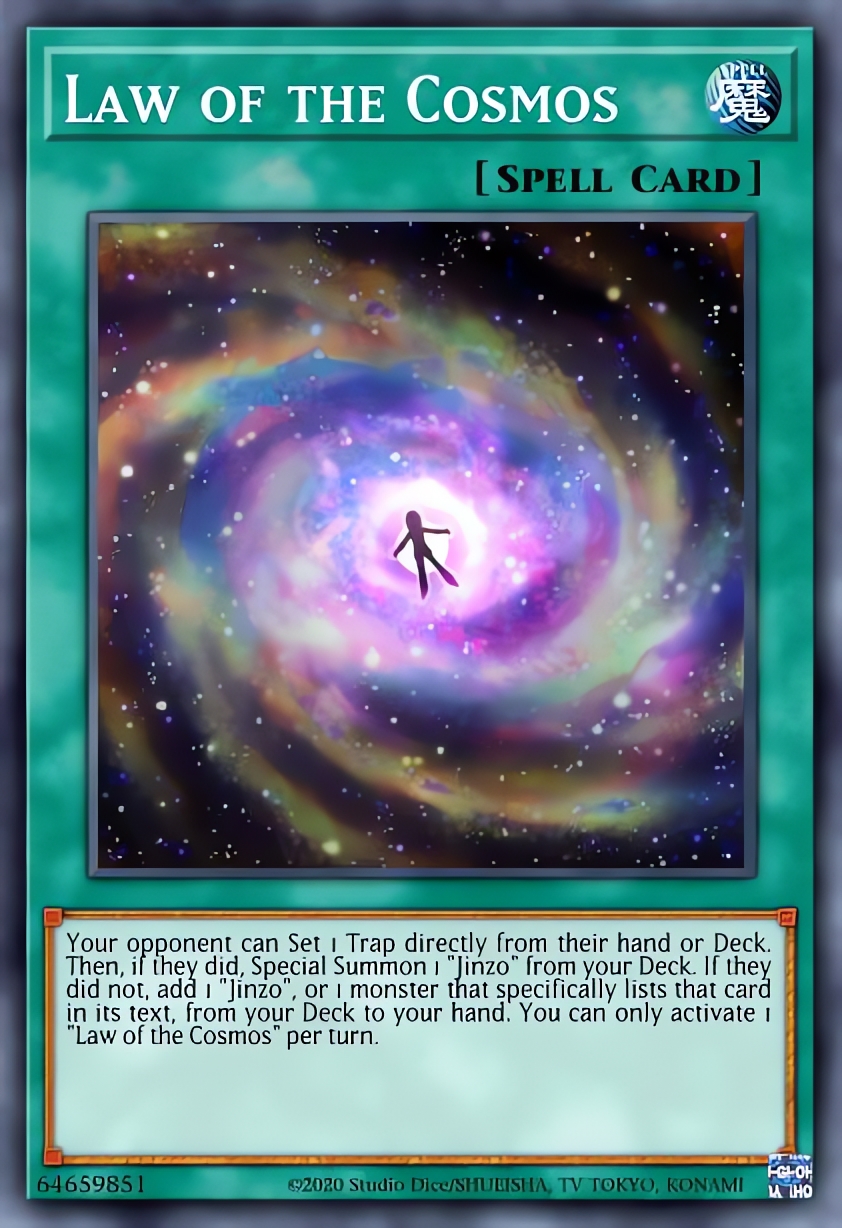 LAW OF THE COSMOS
魔
[SPELL CARD]
Your opponent can Set 1 Trap directly from their hand or Deck.
Then, if they did, Special Summon 1 "Jinzo" from your Deck. If they
did not, add 1 "Jinzo", or 1 monster that specifically lists that card
in its text, from your Deck to your hand. You can only activate 1
"Law of the Cosmos" per turn.
64659851
©2020 Studio Dice/SHUEISHA, TV TOKYO, KONAMI